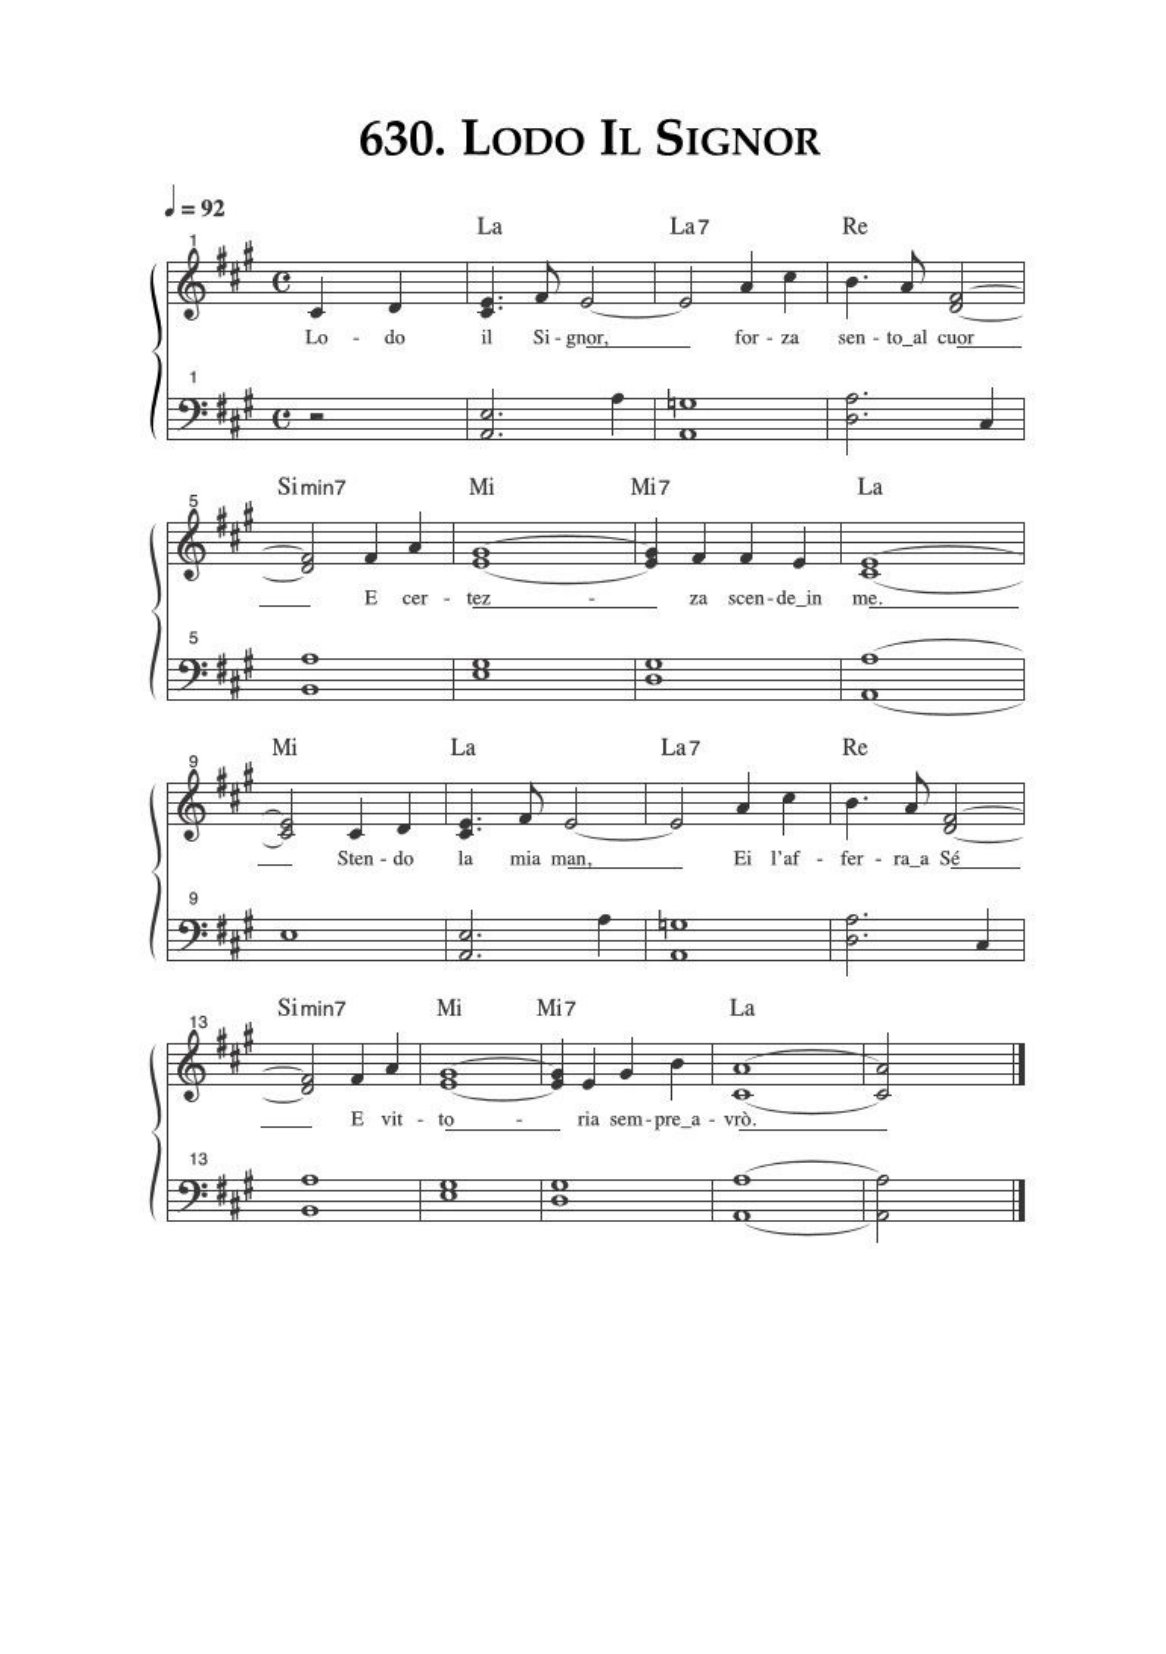 630. LODO IL SIGNOR
♩ = 92
La La7 Re
1
Lo - do il Si - gnor, for - za sen - to_al cuor
1
Simin7 Mi Mi7 La
5
E cer - tez - za scen - de_in me.
5
Mi La La7 Re
9
Sten - do la mia man, Ei l'af - fer - ra_a Sé
9
Simin7 Mi Mi7 La
13
E vit - to - ria sem - pre_a - vrò.
13